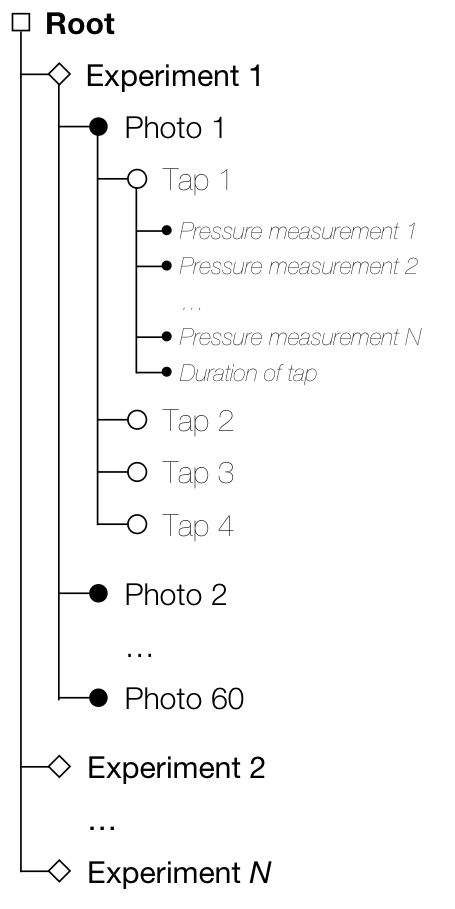 Root
Experiment 1
Photo 1
Tap 1
Pressure measurement 1
Pressure measurement 2
...
Pressure measurement N
Duration of tap
Tap 2
Tap 3
Tap 4
Photo 2
...
Photo 60
Experiment 2
...
Experiment N